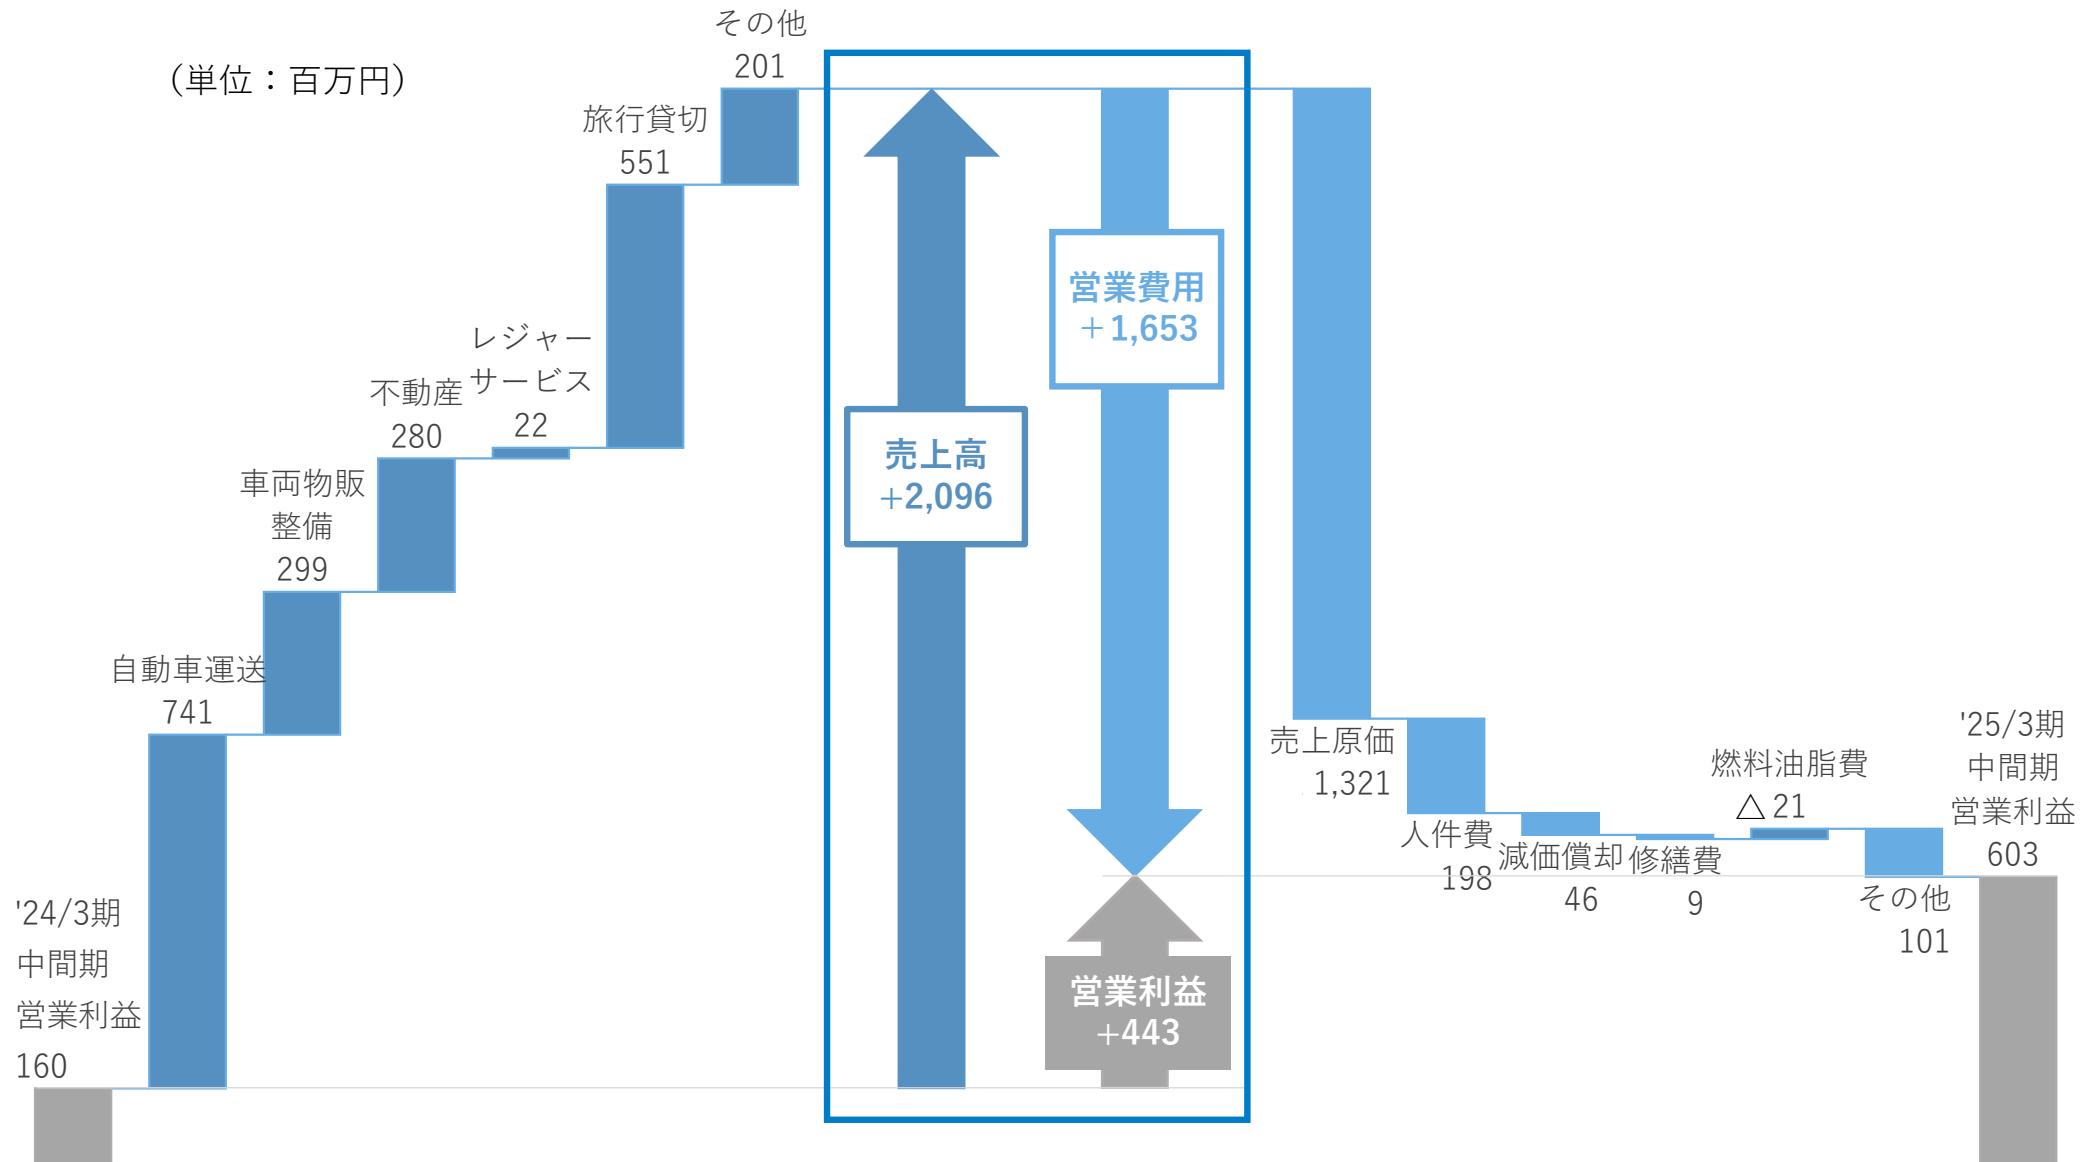 (単位：百万円)
'24/3期
中間期
営業利益
160
自動車運送
741
車両物販
整備
299
不動産
280
レジャー
サービス
22
旅行貸切
551
その他
201
売上高
+2,096
営業費用
+1,653
営業利益
+443
売上原価
1,321
人件費
198
減価償却
46
修繕費
9
燃料油脂費
△21
その他
101
'25/3期
中間期
営業利益
603